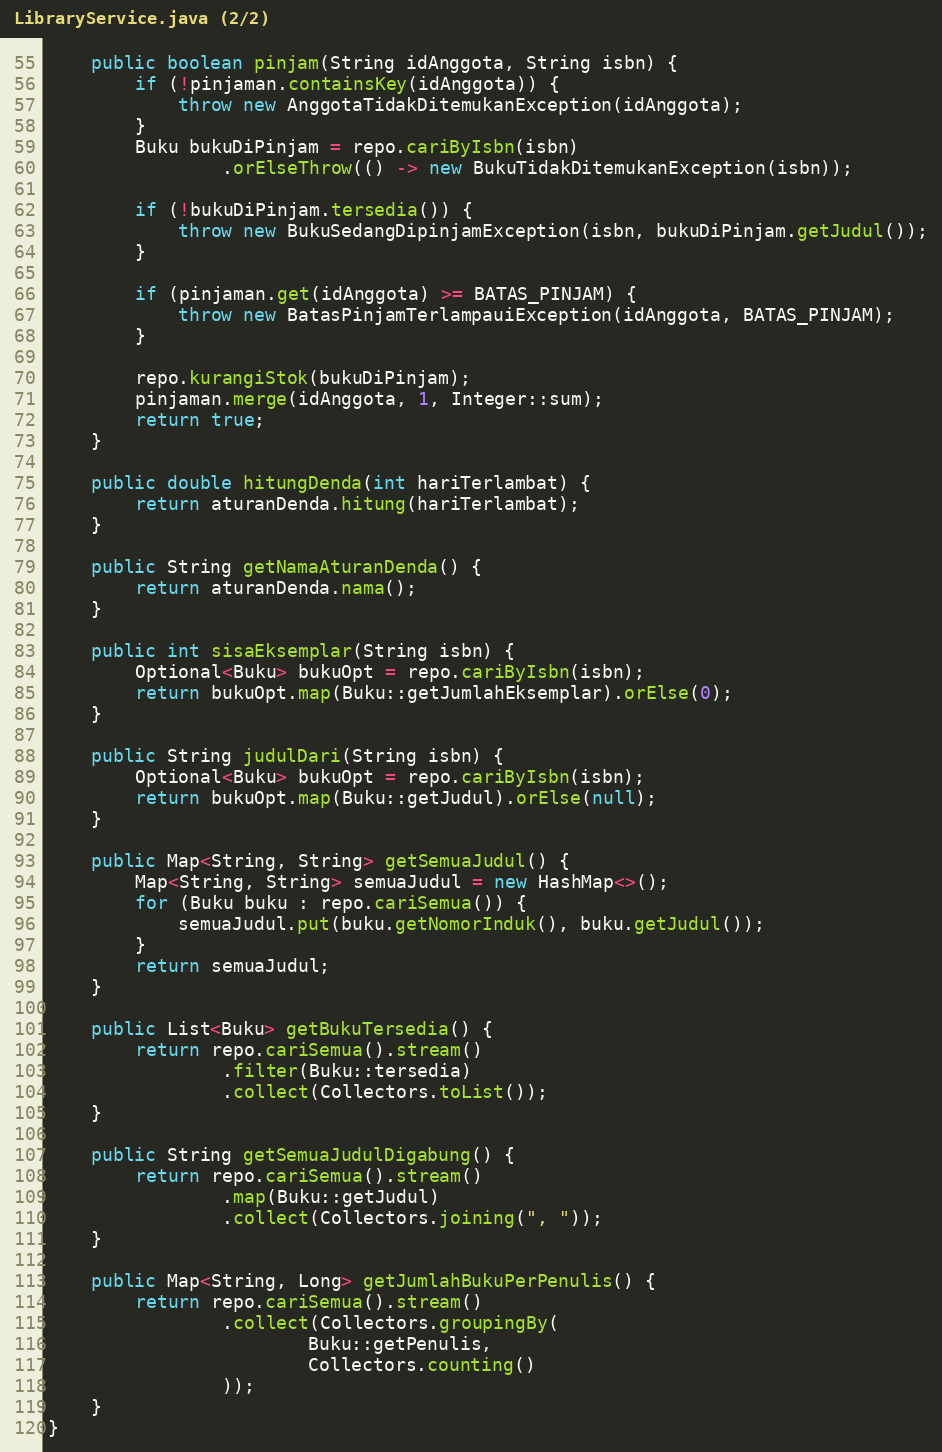 LibraryService.java (2/2)
55     public boolean pinjam(String idAnggota, String isbn) {
56         if (!pinjaman.containsKey(idAnggota)) {
57             throw new AnggotaTidakDitemukanException(idAnggota);
58         }
59         Buku bukuDiPinjam = repo.cariByIsbn(isbn)
60                 .orElseThrow(() -> new BukuTidakDitemukanException(isbn));
61
62         if (!bukuDiPinjam.tersedia()) {
63             throw new BukuSedangDipinjamException(isbn, bukuDiPinjam.getJudul());
64         }
65
66         if (pinjaman.get(idAnggota) >= BATAS_PINJAM) {
67             throw new BatasPinjamTerlampauiException(idAnggota, BATAS_PINJAM);
68         }
69
70         repo.kurangiStok(bukuDiPinjam);
71         pinjaman.merge(idAnggota, 1, Integer::sum);
72         return true;
73     }
74
75     public double hitungDenda(int hariTerlambat) {
76         return aturanDenda.hitung(hariTerlambat);
77     }
78
79     public String getNamaAturanDenda() {
80         return aturanDenda.nama();
81     }
82
83     public int sisaEksemplar(String isbn) {
84         Optional<Buku> bukuOpt = repo.cariByIsbn(isbn);
85         return bukuOpt.map(Buku::getJumlahEksemplar).orElse(0);
86     }
87
88     public String judulDari(String isbn) {
89         Optional<Buku> bukuOpt = repo.cariByIsbn(isbn);
90         return bukuOpt.map(Buku::getJudul).orElse(null);
91     }
92
93     public Map<String, String> getSemuaJudul() {
94         Map<String, String> semuaJudul = new HashMap<>();
95         for (Buku buku : repo.cariSemua()) {
96             semuaJudul.put(buku.getNomorInduk(), buku.getJudul());
97         }
98         return semuaJudul;
99     }
100
101     public List<Buku> getBukuTersedia() {
102         return repo.cariSemua().stream()
103                 .filter(Buku::tersedia)
104                 .collect(Collectors.toList());
105     }
106
107     public String getSemuaJudulDigabung() {
108         return repo.cariSemua().stream()
109                 .map(Buku::getJudul)
110                 .collect(Collectors.joining(", "));
111     }
112
113     public Map<String, Long> getJumlahBukuPerPenulis() {
114         return repo.cariSemua().stream()
115                 .collect(Collectors.groupingBy(
116                         Buku::getPenulis,
117                         Collectors.counting()
118                 ));
119     }
120 }